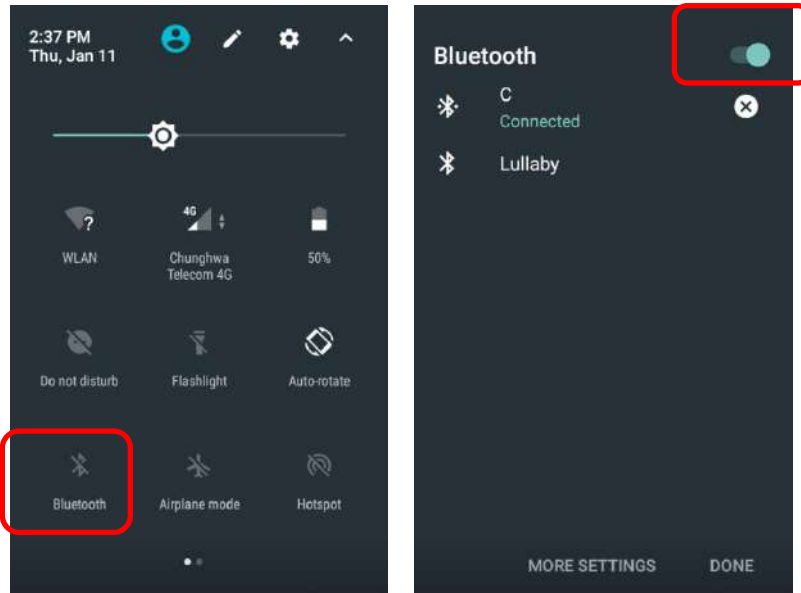 2:37 PM
Thu, Jan 11
?
4G
WLAN
Chunghwa
Telecom 4G
50%
Do not disturb
Flashlight
Auto-rotate
Bluetooth
Airplane mode
Hotspot
Bluetooth
C
Connected
Lullaby
MORE SETTINGS
DONE